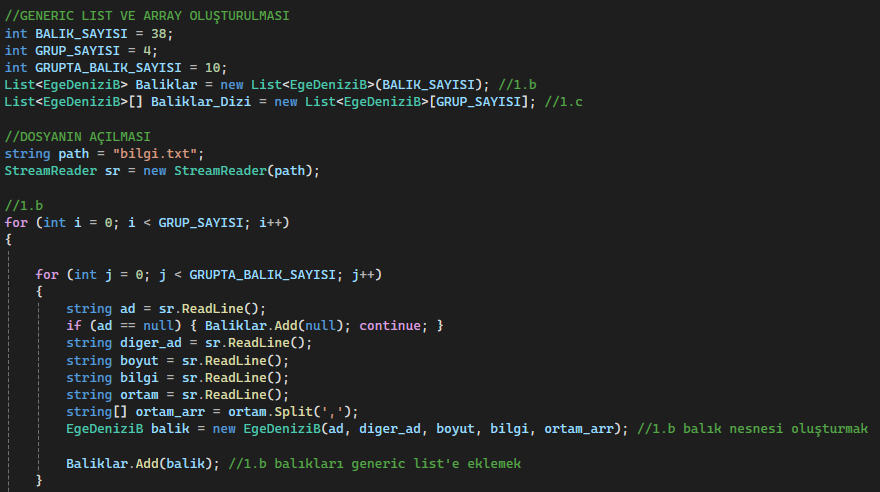 //GENERIC LIST VE ARRAY OLUŞTURULMASI
int BALIK_SAYISI = 38;
int GRUP_SAYISI = 4;
int GRUPTA_BALIK_SAYISI = 10;
List<EgeDeniziB> Baliklar = new List<EgeDeniziB>(BALIK_SAYISI); //1.b
List<EgeDeniziB>[] Baliklar_Dizi = new List<EgeDeniziB>[GRUP_SAYISI]; //1.c
//DOSYANIN AÇILMASI
string path = "bilgi.txt";
StreamReader sr = new StreamReader(path);
//1.b
for (int i = 0; i < GRUP_SAYISI; i++)
{
for (int j = 0; j < GRUPTA_BALIK_SAYISI; j++)
{
string ad = sr.ReadLine();
if (ad == null) { Baliklar.Add(null); continue; }
string diger_ad = sr.ReadLine();
string boyut = sr.ReadLine();
string bilgi = sr.ReadLine();
string ortam = sr.ReadLine();
string[] ortam_arr = ortam.Split(',');
EgeDeniziB balik = new EgeDeniziB(ad, diger_ad, boyut, bilgi, ortam_arr); //1.b balık nesnesi oluşturmak
Baliklar.Add(balik); //1.b balıkları generic list'e eklemek
}